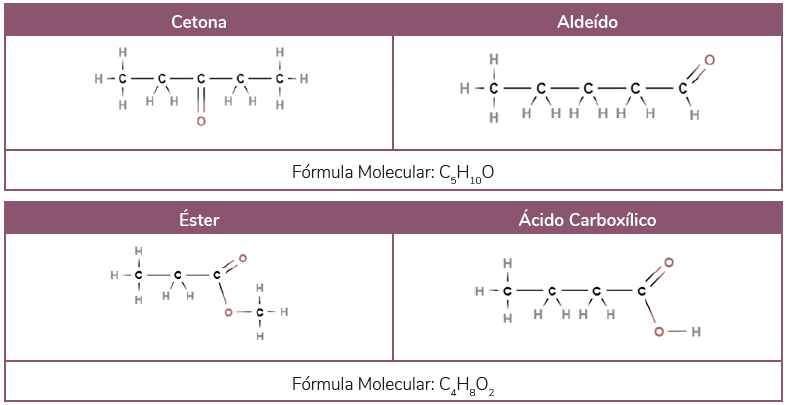 Cetona
Aldeído
H
H
H C C C C C H
H H H O H H H
H
H C C C C C O
H H H H H H H H
Fórmula Molecular: C₅H₁₀O
Éster
Ácido Carboxílico
H O
H C C C H
H H H O C H
H
H O
H C C C C
H H H H H O H
Fórmula Molecular: C₄H₈O₂